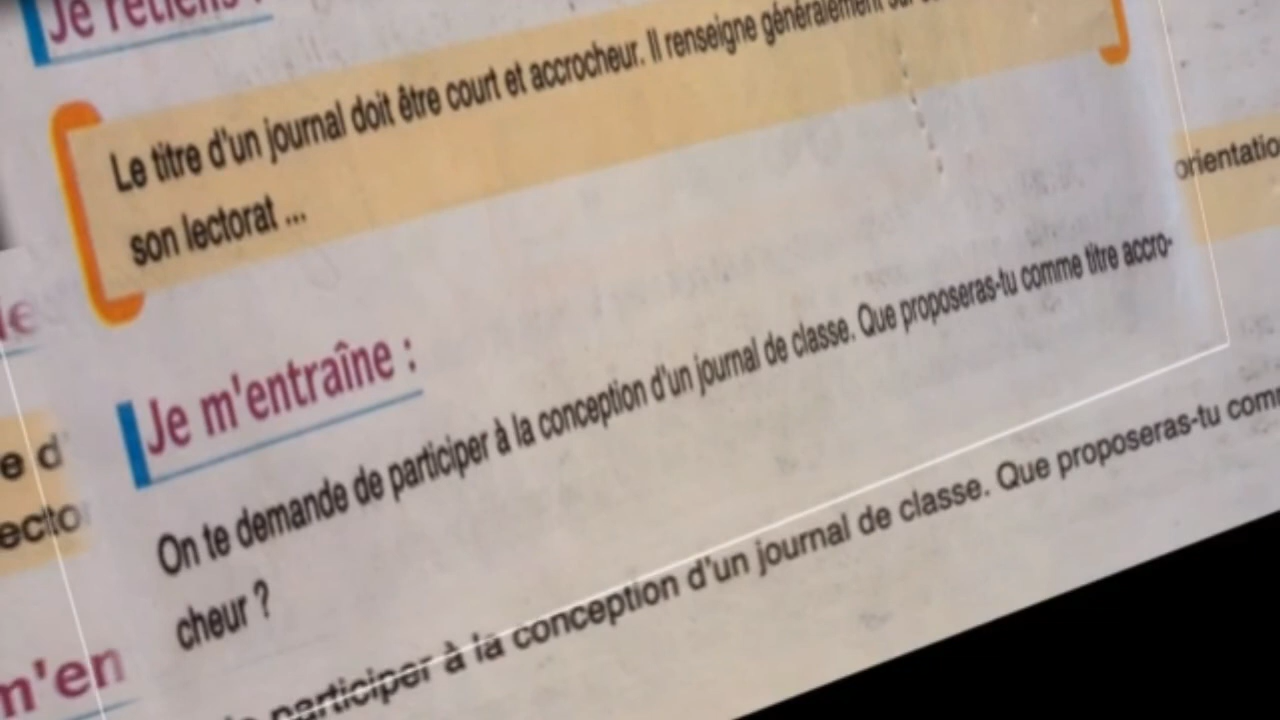 Je retiens :
Le titre d'un journal doit être court et accrocheur. Il renseigne généralement sur
son lectorat ...
orientatio
Je m'entraîne :
On te demande de participer à la conception d'un journal de classe. Que proposeras-tu comme titre accro-
cheur ?
e d
ecto
m'en
participer à la conception d'un journal de classe. Que proposeras-tu com